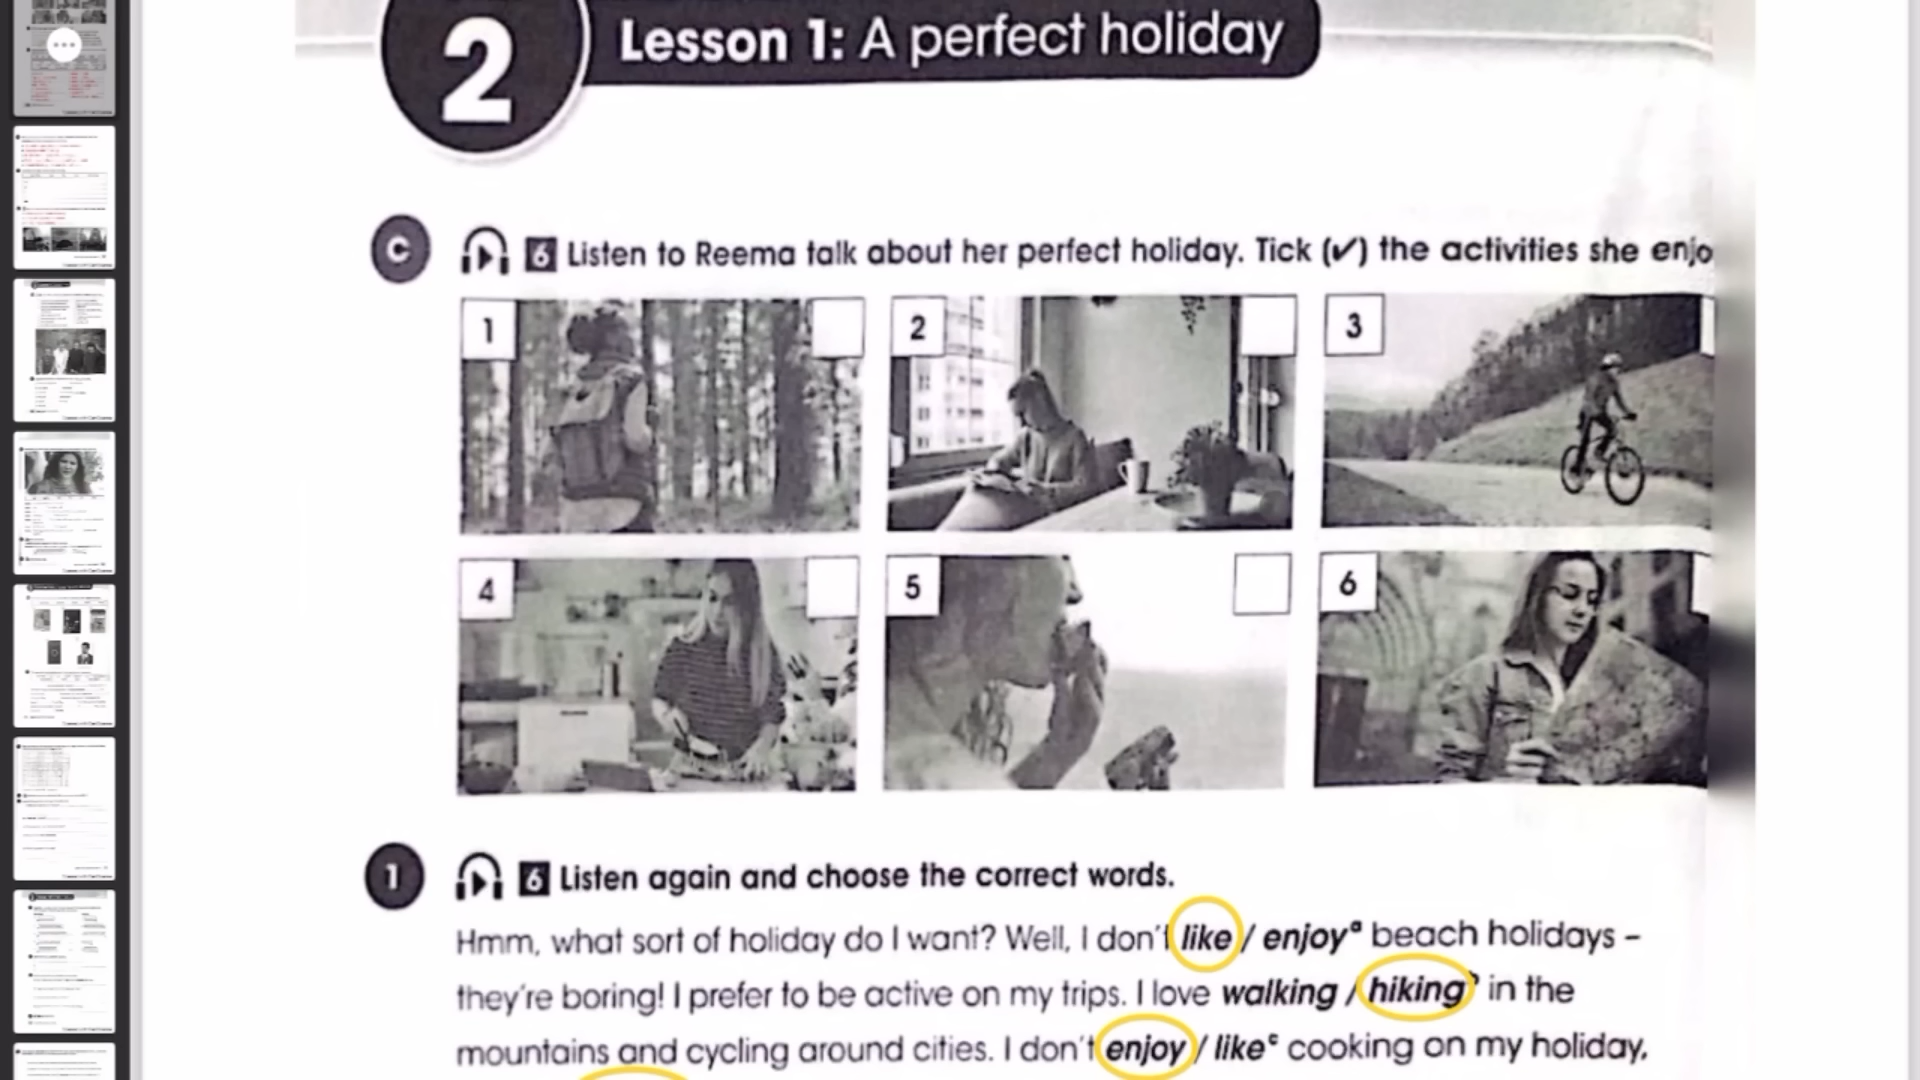 2
Lesson 1: A perfect holiday
C
6 Listen to Reema talk about her perfect holiday. Tick (✔) the activities she enjo
1
2
3
4
5
6
1
6 Listen again and choose the correct words.
Hmm, what sort of holiday do I want? Well, I don't like / enjoyᵃ beach holidays –
they're boring! I prefer to be active on my trips. I love walking / hiking in the
mountains and cycling around cities. I don't enjoy / likeᶜ cooking on my holiday,